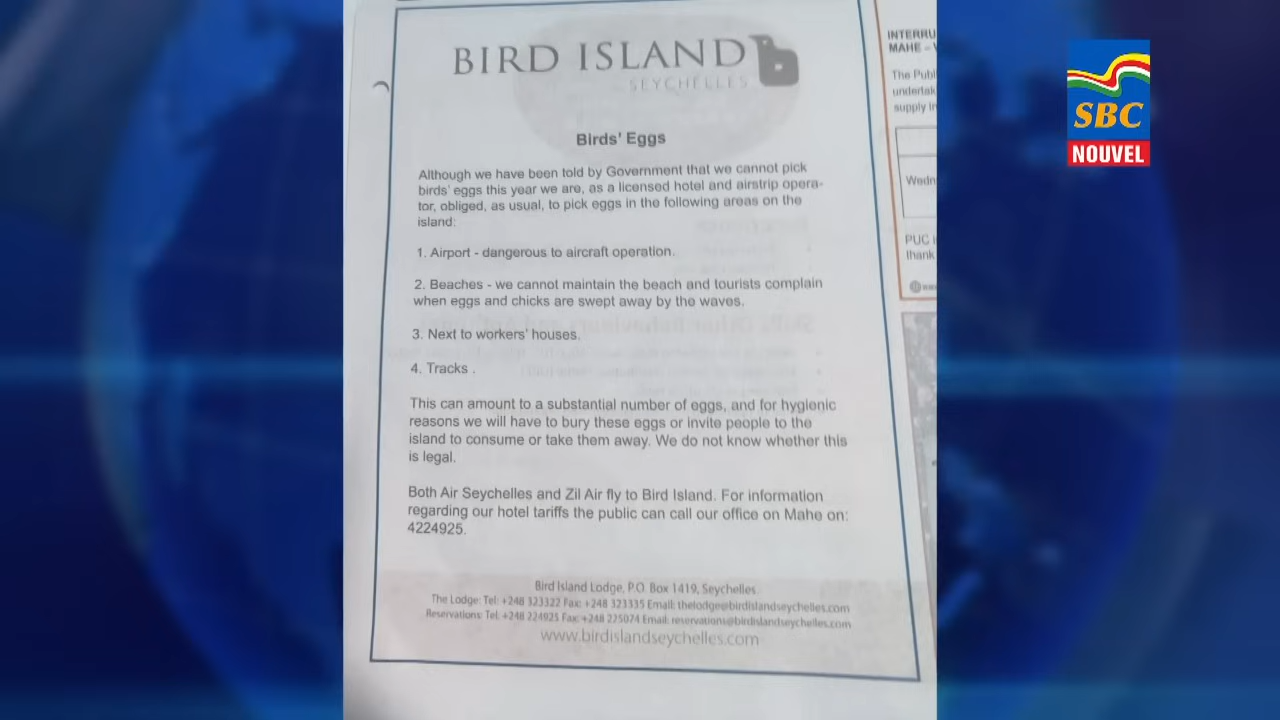 BIRD ISLAND
SEYCHELLES
Birds' Eggs
Although we have been told by Government that we cannot pick
birds' eggs this year we are, as a licensed hotel and airstrip opera-
tor, obliged, as usual, to pick eggs in the following areas on the
island:
1. Airport - dangerous to aircraft operation.
2. Beaches - we cannot maintain the beach and tourists complain
when eggs and chicks are swept away by the waves.
3. Next to workers' houses.
4. Tracks .
This can amount to a substantial number of eggs, and for hygienic
reasons we will have to bury these eggs or invite people to the
island to consume or take them away. We do not know whether this
is legal.
Both Air Seychelles and Zil Air fly to Bird Island. For information
regarding our hotel tariffs the public can call our office on Mahe on:
4224925.
Bird Island Lodge, P.O. Box 1419, Seychelles
The Lodge: Tel: +248 323322 Fax: +248 323335 Email: thelodge@birdislandseychelles.com
Reservations: Tel: +248 224925 Fax: +248 225074 Email: reservations@birdislandseychelles.com
www.birdislandseychelles.com
INTERRU
MAHE –
The Publ
undertak
supply in
Wedn
PUC
thank
SBC
NOUVEL